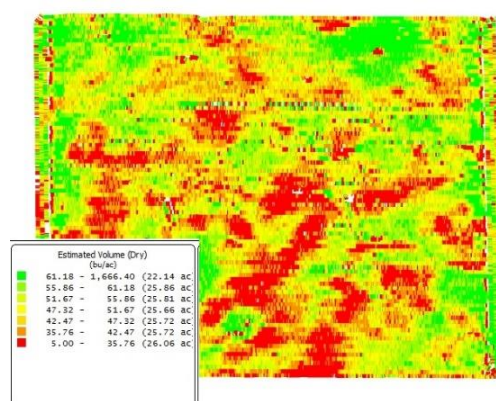 Estimated Volume (Dry)
(bu/ac)
61.18 - 1,666.40 (22.14 ac)
55.86 - 61.18 (25.86 ac)
51.67 - 55.86 (25.81 ac)
47.32 - 51.67 (25.66 ac)
42.47 - 47.32 (25.72 ac)
35.76 - 42.47 (25.72 ac)
5.00 - 35.76 (26.06 ac)